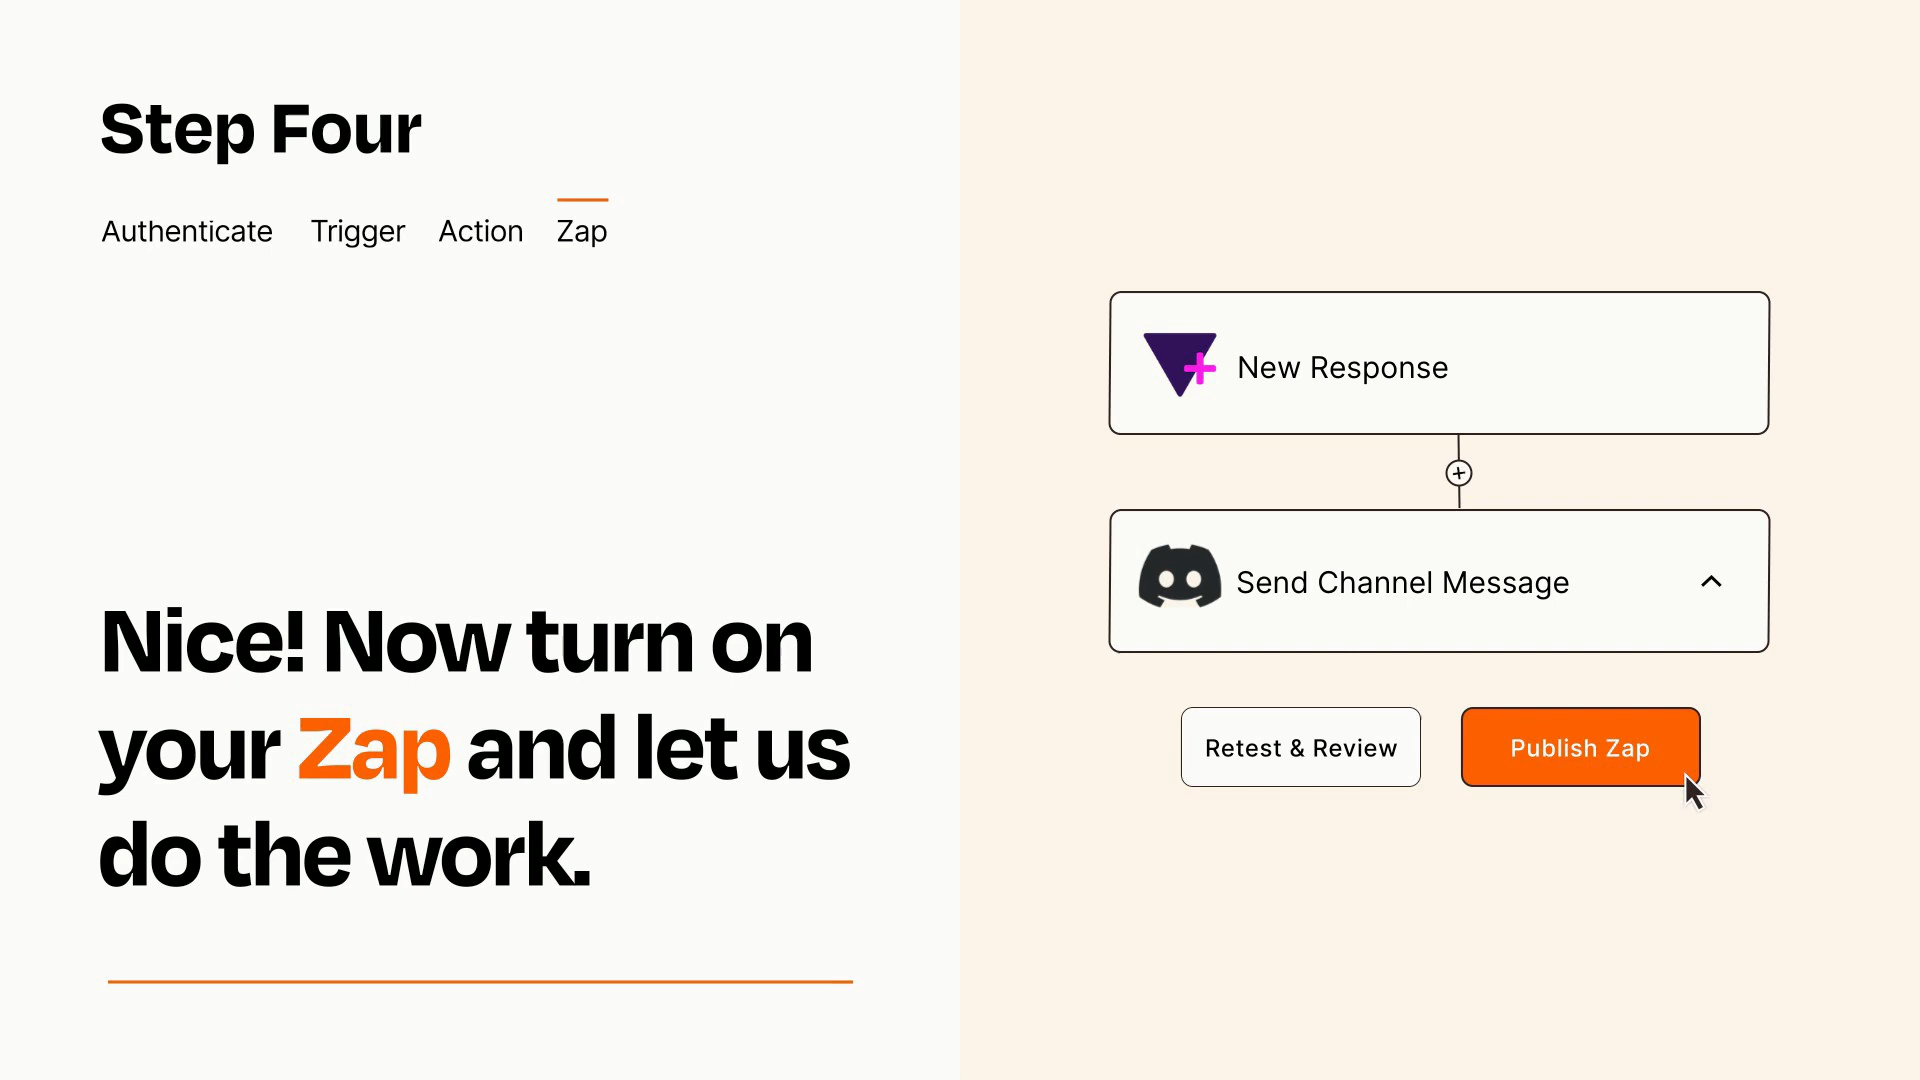 Step Four
Authenticate Trigger Action Zap
Nice! Now turn on
your Zap and let us
do the work.
New Response
Send Channel Message
Retest & Review
Publish Zap